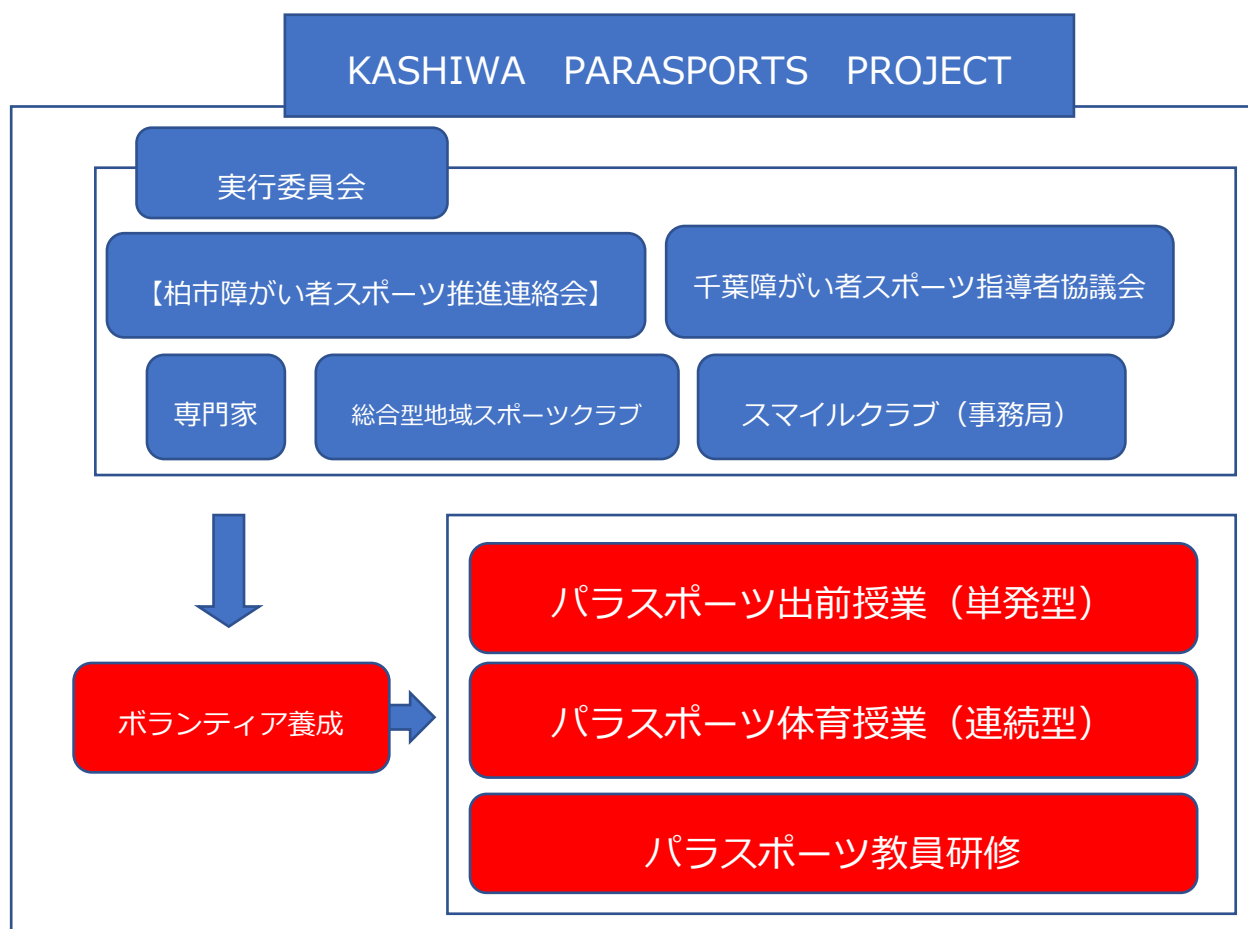 KASHIWA　PARASPORTS　PROJECT
実行委員会
【柏市障がい者スポーツ推進連絡会】
千葉障がい者スポーツ指導者協議会
専門家
総合型地域スポーツクラブ
スマイルクラブ（事務局）
パラスポーツ出前授業（単発型）
ボランティア養成
パラスポーツ体育授業（連続型）
パラスポーツ教員研修